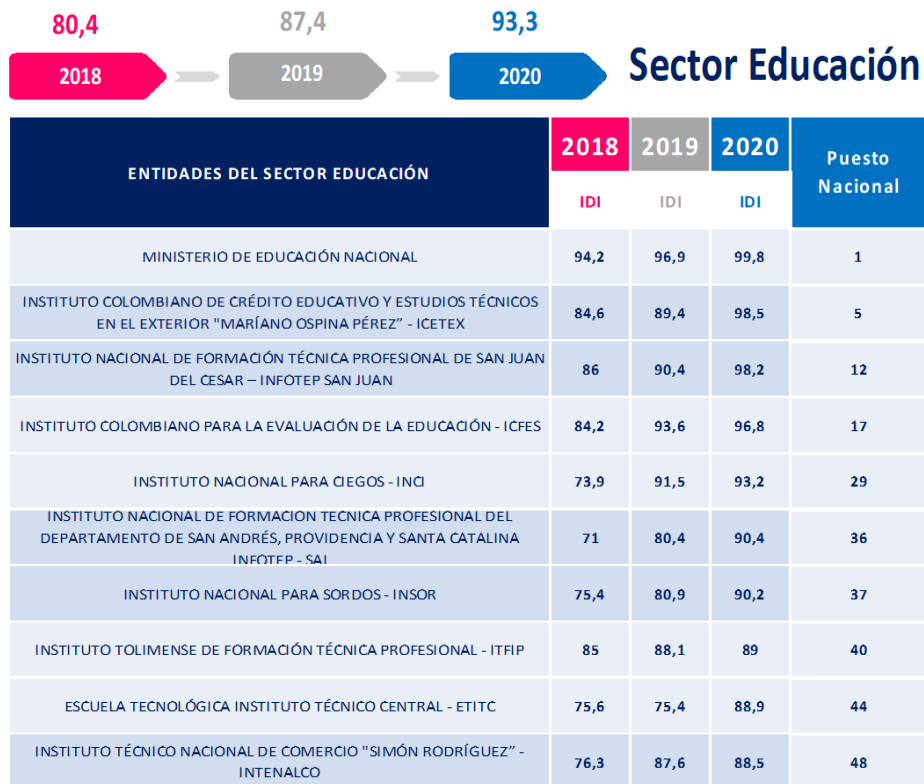 80,4
87,4
93,3
2018
2019
2020
Sector Educación
ENTIDADES DEL SECTOR EDUCACIÓN
2018
2019
2020
Puesto
Nacional
IDI
IDI
IDI
MINISTERIO DE EDUCACIÓN NACIONAL
94,2
96,9
99,8
1
INSTITUTO COLOMBIANO DE CRÉDITO EDUCATIVO Y ESTUDIOS TÉCNICOS
EN EL EXTERIOR "MARÍANO OSPINA PÉREZ” - ICETEX
84,6
89,4
98,5
5
INSTITUTO NACIONAL DE FORMACIÓN TÉCNICA PROFESIONAL DE SAN JUAN
DEL CESAR – INFOTEP SAN JUAN
86
90,4
98,2
12
INSTITUTO COLOMBIANO PARA LA EVALUACIÓN DE LA EDUCACIÓN - ICFES
84,2
93,6
96,8
17
INSTITUTO NACIONAL PARA CIEGOS - INCI
73,9
91,5
93,2
29
INSTITUTO NACIONAL DE FORMACIÓN TÉCNICA PROFESIONAL DEL
DEPARTAMENTO DE SAN ANDRÉS, PROVIDENCIA Y SANTA CATALINA
INFOTEP - SAI
71
80,4
90,4
36
INSTITUTO NACIONAL PARA SORDOS - INSOR
75,4
80,9
90,2
37
INSTITUTO TOLIMENSE DE FORMACIÓN TÉCNICA PROFESIONAL - ITFIP
85
88,1
89
40
ESCUELA TECNOLÓGICA INSTITUTO TÉCNICO CENTRAL - ETITC
75,6
75,4
88,9
44
INSTITUTO TÉCNICO NACIONAL DE COMERCIO "SIMÓN RODRÍGUEZ” -
INTENALCO
76,3
87,6
88,5
48